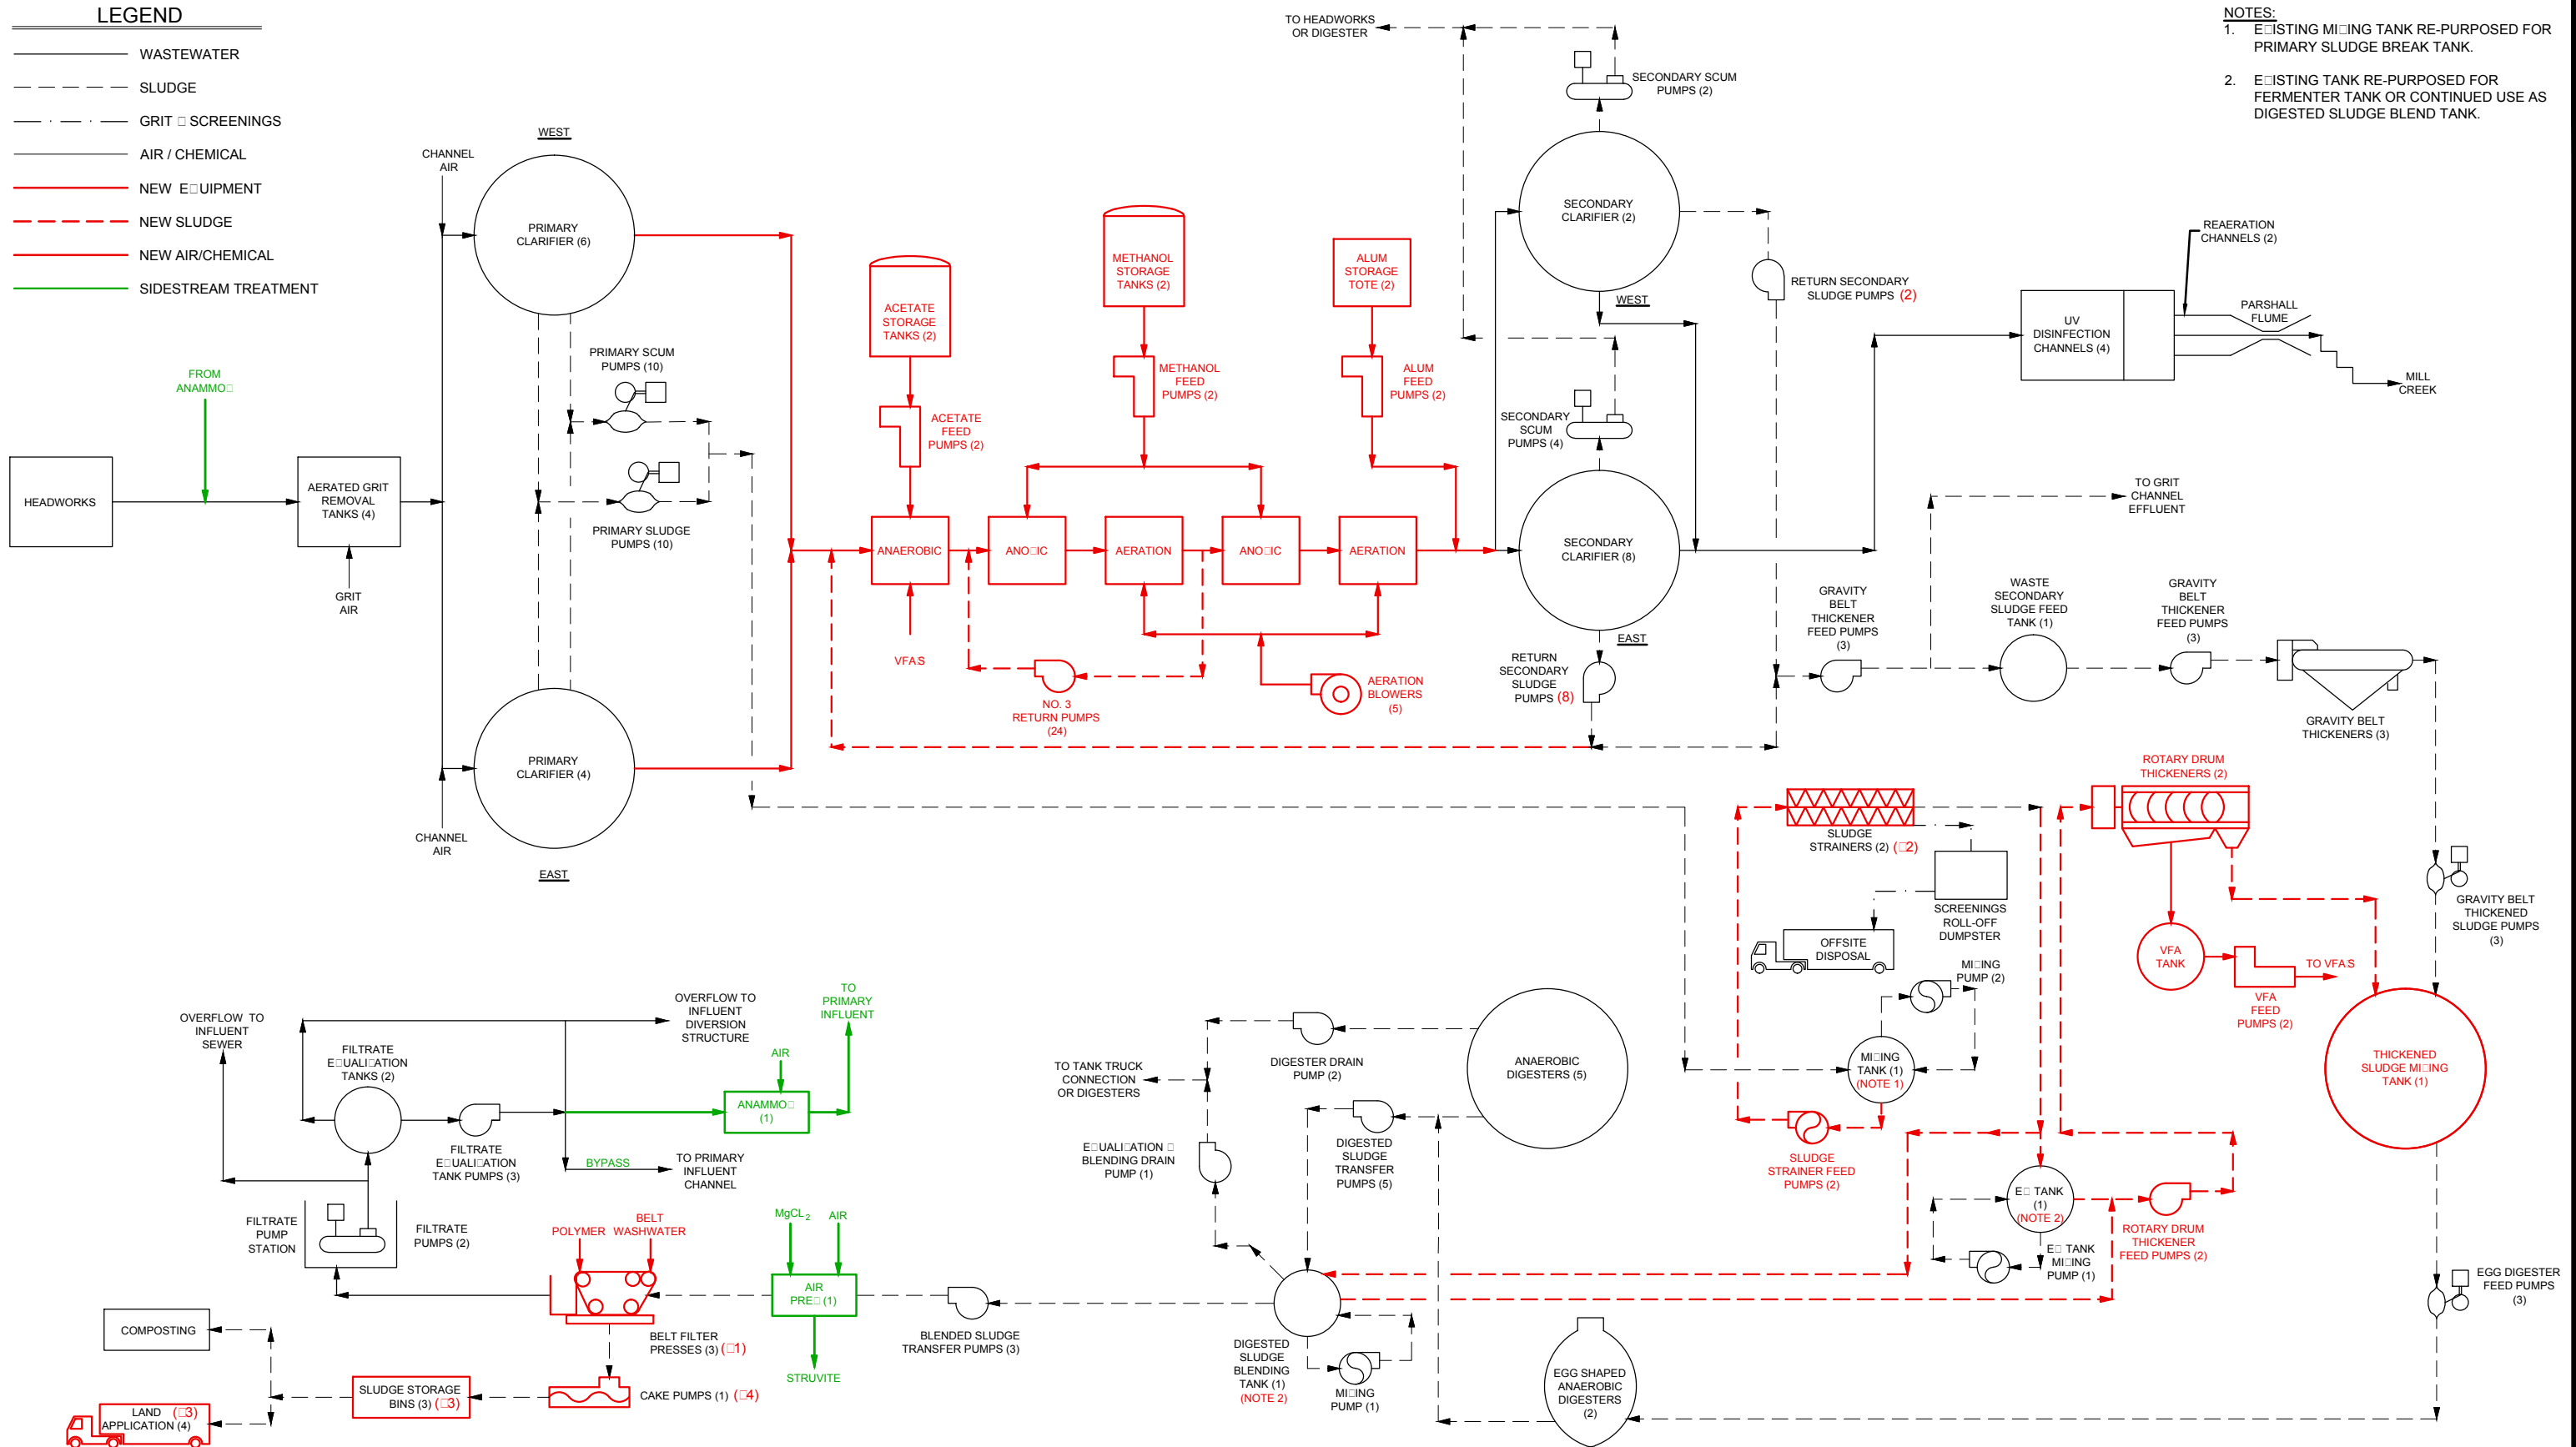 LEGEND
WASTEWATER
SLUDGE
GRIT □ SCREENINGS
AIR / CHEMICAL
NEW E□UIPMENT
NEW SLUDGE
NEW AIR/CHEMICAL
SIDESTREAM TREATMENT
NOTES:
1. E□ISTING MI□ING TANK RE-PURPOSED FOR
PRIMARY SLUDGE BREAK TANK.
2. E□ISTING TANK RE-PURPOSED FOR
FERMENTER TANK OR CONTINUED USE AS
DIGESTED SLUDGE BLEND TANK.
HEADWORKS
FROM
ANAMMO□
AERATED GRIT
REMOVAL
TANKS (4)
GRIT
AIR
CHANNEL
AIR
WEST
PRIMARY
CLARIFIER (6)
PRIMARY SCUM
PUMPS (10)
PRIMARY SLUDGE
PUMPS (10)
PRIMARY
CLARIFIER (4)
CHANNEL
AIR
EAST
ACETATE
STORAGE
TANKS (2)
ACETATE
FEED
PUMPS (2)
METHANOL
STORAGE
TANKS (2)
METHANOL
FEED
PUMPS (2)
ALUM
STORAGE
TOTE (2)
ALUM
FEED
PUMPS (2)
ANAEROBIC
ANO□IC
AERATION
ANO□IC
AERATION
VFA'S
NO. 3
RETURN PUMPS
(24)
AERATION
BLOWERS
(5)
TO HEADWORKS
OR DIGESTER
SECONDARY SCUM
PUMPS (2)
SECONDARY
CLARIFIER (2)
WEST
SECONDARY
SCUM
PUMPS (4)
SECONDARY
CLARIFIER (8)
EAST
RETURN
SECONDARY
SLUDGE
PUMPS (8)
RETURN SECONDARY
SLUDGE PUMPS (2)
UV
DISINFECTION
CHANNELS (4)
REAERATION
CHANNELS (2)
PARSHALL
FLUME
MILL
CREEK
TO GRIT
CHANNEL
EFFLUENT
GRAVITY
BELT
THICKENER
FEED PUMPS
(3)
WASTE
SECONDARY
SLUDGE FEED
TANK (1)
GRAVITY
BELT
THICKENER
FEED PUMPS
(3)
GRAVITY BELT
THICKENERS (3)
ROTARY DRUM
THICKENERS (2)
SLUDGE
STRAINERS (2) (□2)
SCREENINGS
ROLL-OFF
DUMPSTER
OFFSITE
DISPOSAL
MI□ING
PUMP (2)
MI□ING
TANK (1)
(NOTE 1)
SLUDGE
STRAINER FEED
PUMPS (2)
VFA
TANK
TO VFA'S
VFA
FEED
PUMPS (2)
GRAVITY BELT
THICKENED
SLUDGE PUMPS
(3)
THICKENED
SLUDGE MI□ING
TANK (1)
E□ TANK
(1)
(NOTE 2)
E□ TANK
MI□ING
PUMP (1)
ROTARY DRUM
THICKENER
FEED PUMPS (2)
EGG DIGESTER
FEED PUMPS
(3)
EGG SHAPED
ANAEROBIC
DIGESTERS
(2)
ANAEROBIC
DIGESTERS (5)
DIGESTER DRAIN
PUMP (2)
TO TANK TRUCK
CONNECTION
OR DIGESTERS
DIGESTED
SLUDGE
TRANSFER
PUMPS (5)
E□UALI□ATION □
BLENDING DRAIN
PUMP (1)
DIGESTED
SLUDGE
BLENDING
TANK (1)
(NOTE 2)
MI□ING
PUMP (1)
BLENDED SLUDGE
TRANSFER PUMPS (3)
MgCL2
AIR
AIR
PRE□ (1)
STRUVITE
POLYMER
BELT
WASHWATER
BELT FILTER
PRESSES (3) (□1)
CAKE PUMPS (1) (□4)
SLUDGE STORAGE
BINS (3) (□3)
COMPOSTING
LAND (□3)
APPLICATION (4)
FILTRATE
PUMP
STATION
FILTRATE
PUMPS (2)
OVERFLOW TO
INFLUENT
SEWER
FILTRATE
E□UALI□ATION
TANKS (2)
FILTRATE
E□UALI□ATION
TANK PUMPS (3)
OVERFLOW TO
INFLUENT
DIVERSION
STRUCTURE
AIR
ANAMMO□
(1)
TO
PRIMARY
INFLUENT
BYPASS
TO PRIMARY
INFLUENT
CHANNEL